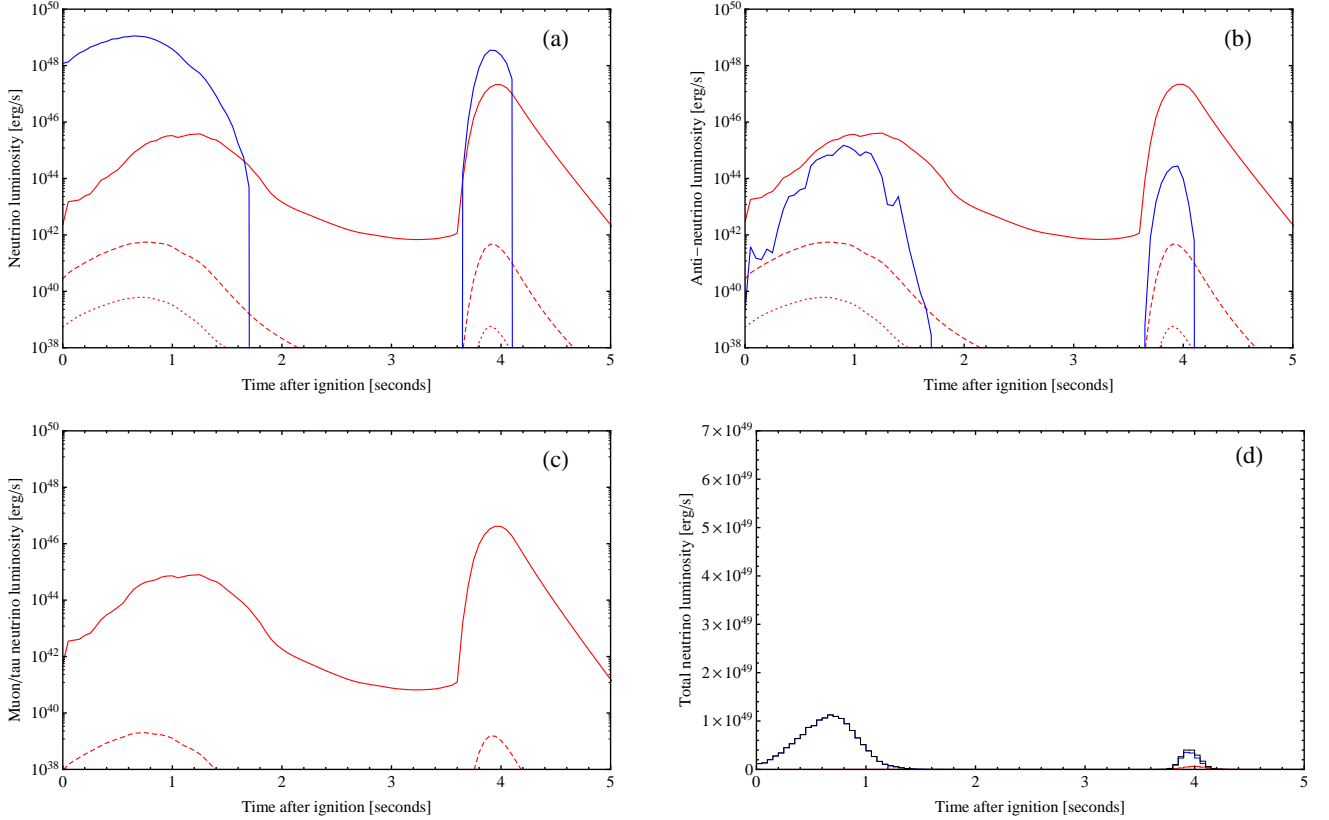 (a)
Neutrino luminosity [erg/s]
10^50
10^48
10^46
10^44
10^42
10^40
10^38
0 1 2 3 4 5
Time after ignition [seconds]
(b)
Anti−neutrino luminosity [erg/s]
10^50
10^48
10^46
10^44
10^42
10^40
10^38
0 1 2 3 4 5
Time after ignition [seconds]
(c)
Muon/tau neutrino luminosity [erg/s]
10^50
10^48
10^46
10^44
10^42
10^40
10^38
0 1 2 3 4 5
Time after ignition [seconds]
(d)
Total neutrino luminosity [erg/s]
7×10^49
6×10^49
5×10^49
4×10^49
3×10^49
2×10^49
1×10^49
0
0 1 2 3 4 5
Time after ignition [seconds]